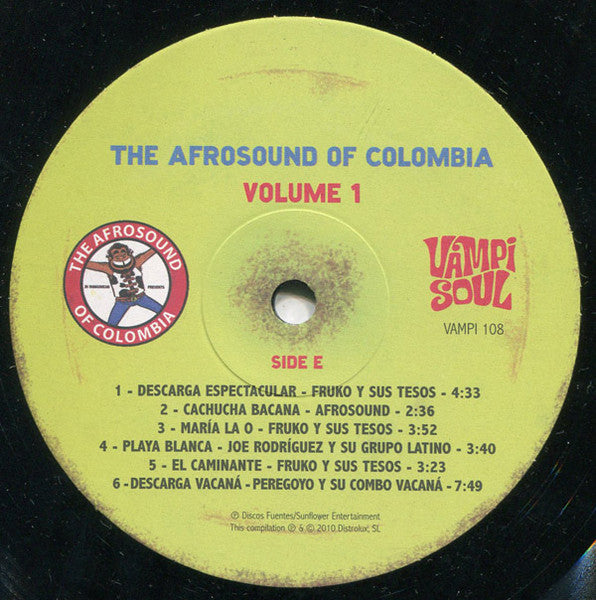 THE AFROSOUND OF COLOMBIA
VOLUME 1
THE AFROSOUND
PRESENTS
OF COLOMBIA
VAMPI
SOUL
VAMPI 108
SIDE E
1 - DESCARGA ESPECTACULAR - FRUKO Y SUS TESOS - 4:33
2 - CACHUCHA BACANA - AFROSOUND - 2:36
3 - MARÍA LA O - FRUKO Y SUS TESOS - 3:52
4 - PLAYA BLANCA - JOE RODRÍGUEZ Y SU GRUPO LATINO - 3:40
5 - EL CAMINANTE - FRUKO Y SUS TESOS - 3:23
6 -DESCARGA VACANÁ - PEREGOYO Y SU COMBO VACANÁ - 7:49
℗ Discos Fuentes/Sunflower Entertainment
This compilation ℗ & © 2010 Distrolux, SL